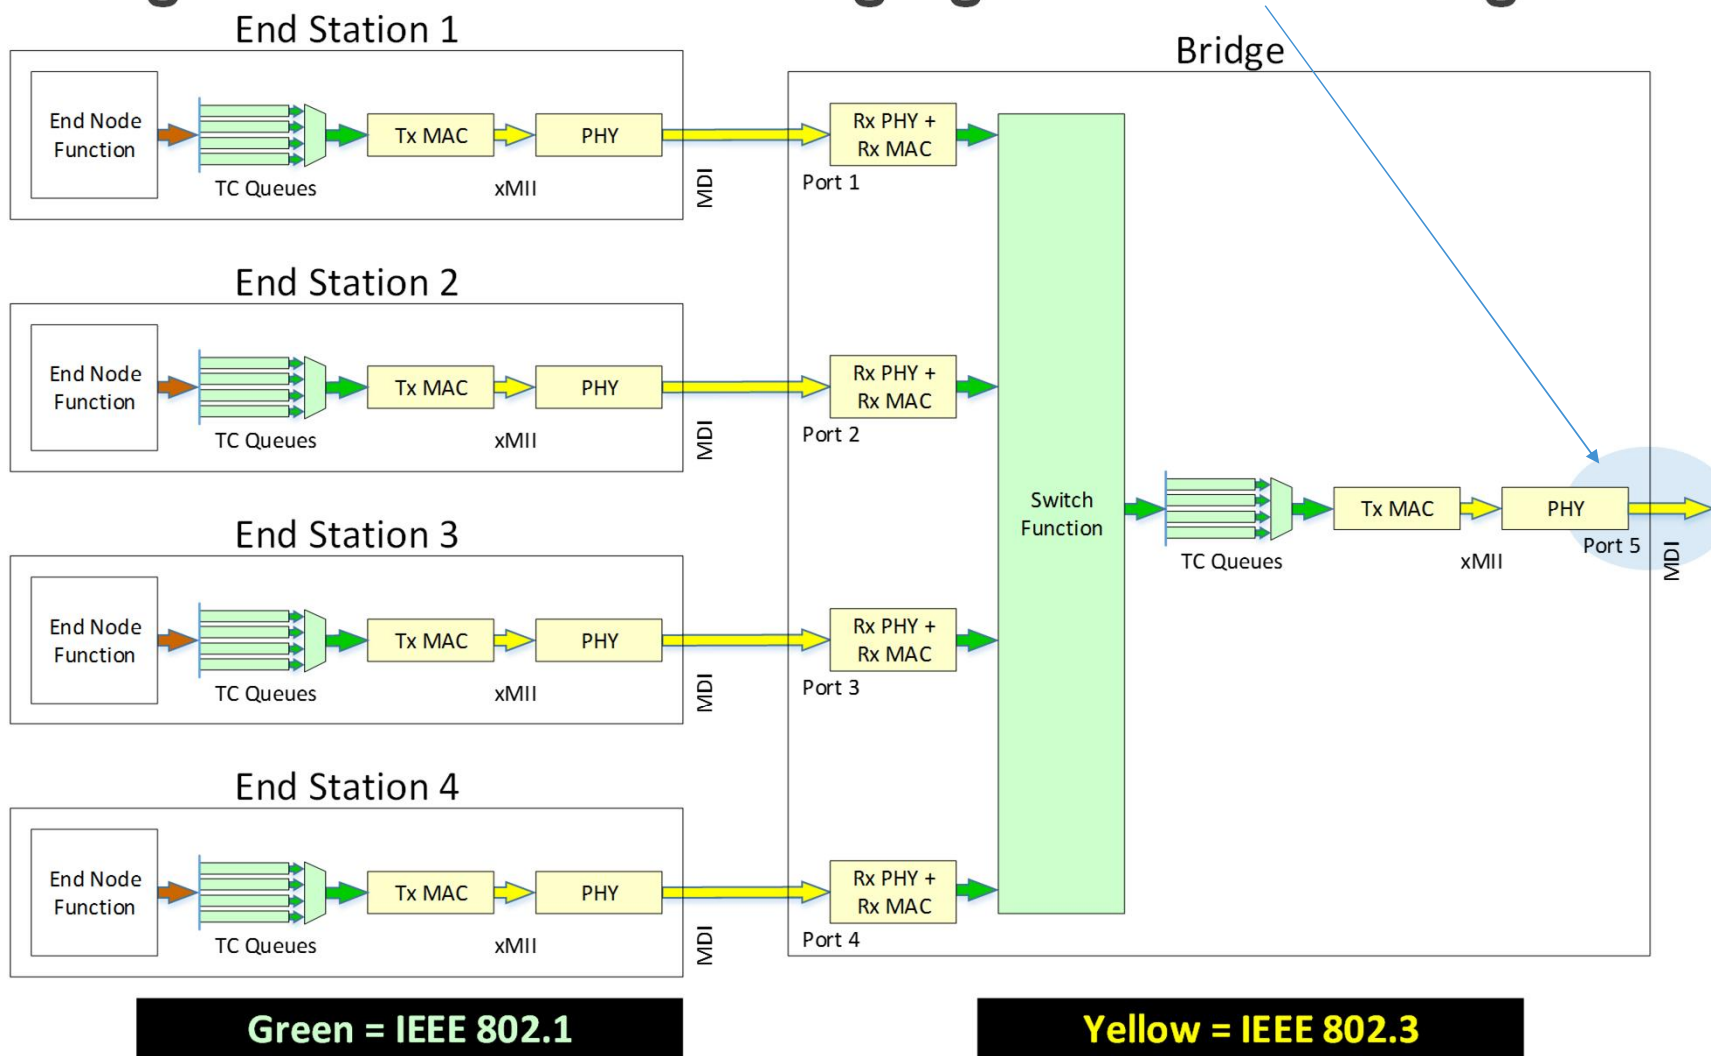 End Station 1
End Node
Function
TC Queues
Tx MAC
xMII
PHY
MDI
End Station 2
End Node
Function
TC Queues
Tx MAC
xMII
PHY
MDI
End Station 3
End Node
Function
TC Queues
Tx MAC
xMII
PHY
MDI
End Station 4
End Node
Function
TC Queues
Tx MAC
xMII
PHY
MDI
Bridge
Rx PHY +
Rx MAC
Port 1
Rx PHY +
Rx MAC
Port 2
Rx PHY +
Rx MAC
Port 3
Rx PHY +
Rx MAC
Port 4
Switch
Function
TC Queues
Tx MAC
xMII
PHY
Port 5
MDI
Green = IEEE 802.1
Yellow = IEEE 802.3